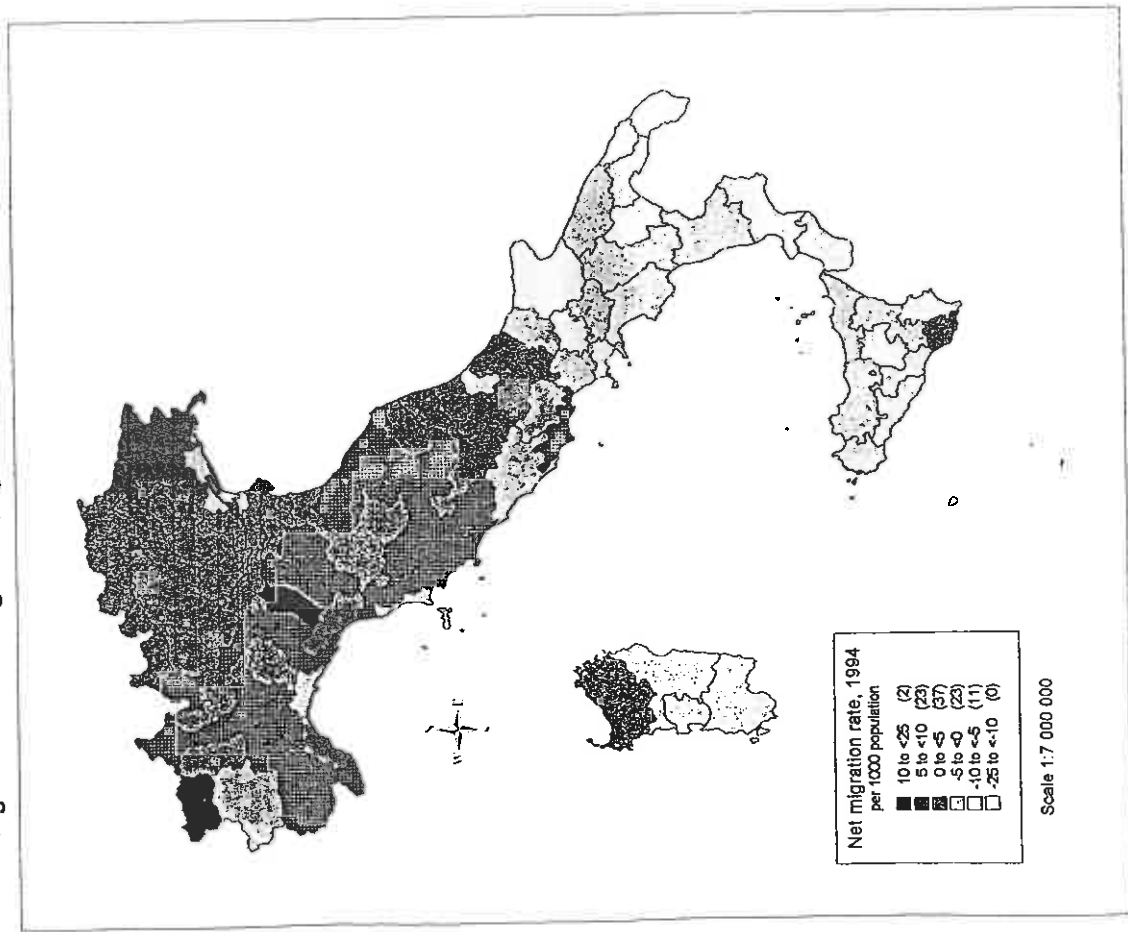 W E
Net migration rate, 1994
per 1000 population
10 to <25 (2)
5 to <10 (23)
0 to <5 (37)
-5 to <0 (23)
-10 to <-5 (11)
-25 to <-10 (0)
Scale 1:7 000 000